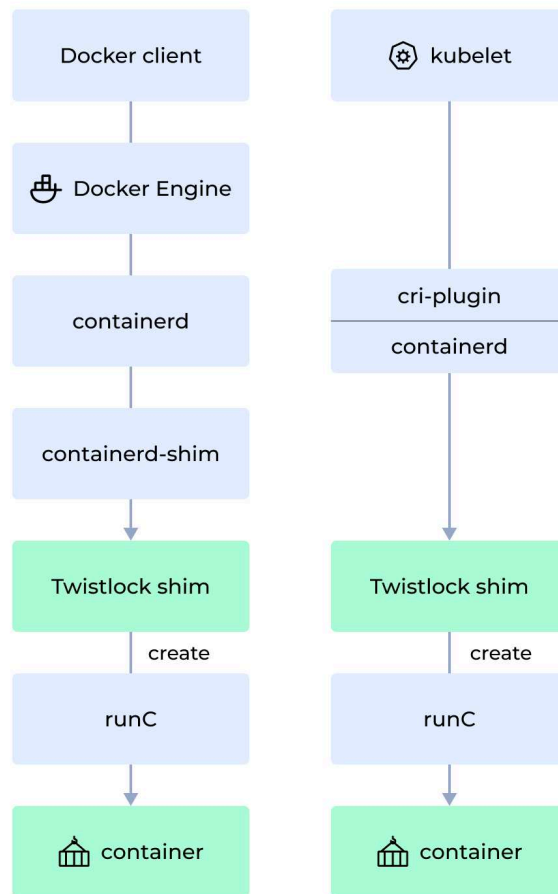 Docker client
kubelet
Docker Engine
cri-plugin
containerd
containerd
containerd-shim
Twistlock shim
Twistlock shim
create
create
runC
runC
container
container